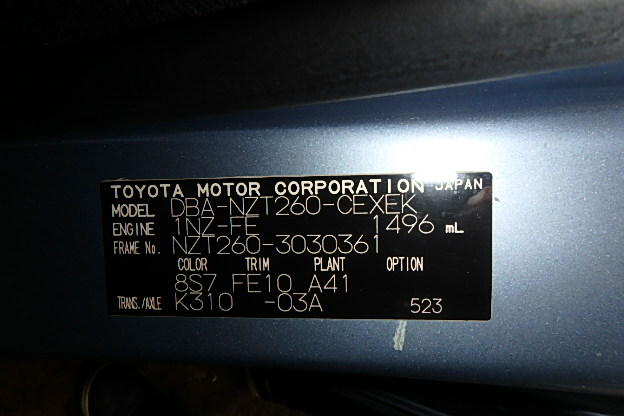 TOYOTA MOTOR CORPORATION JAPAN
MODEL DBA-NZT260-CEXEK
ENGINE 1NZ-FE 1496 mL
FRAME No. NZT260-3030361
COLOR TRIM PLANT OPTION
8S7 FE10 A41
TRANS./AXLE K310 -03A 523